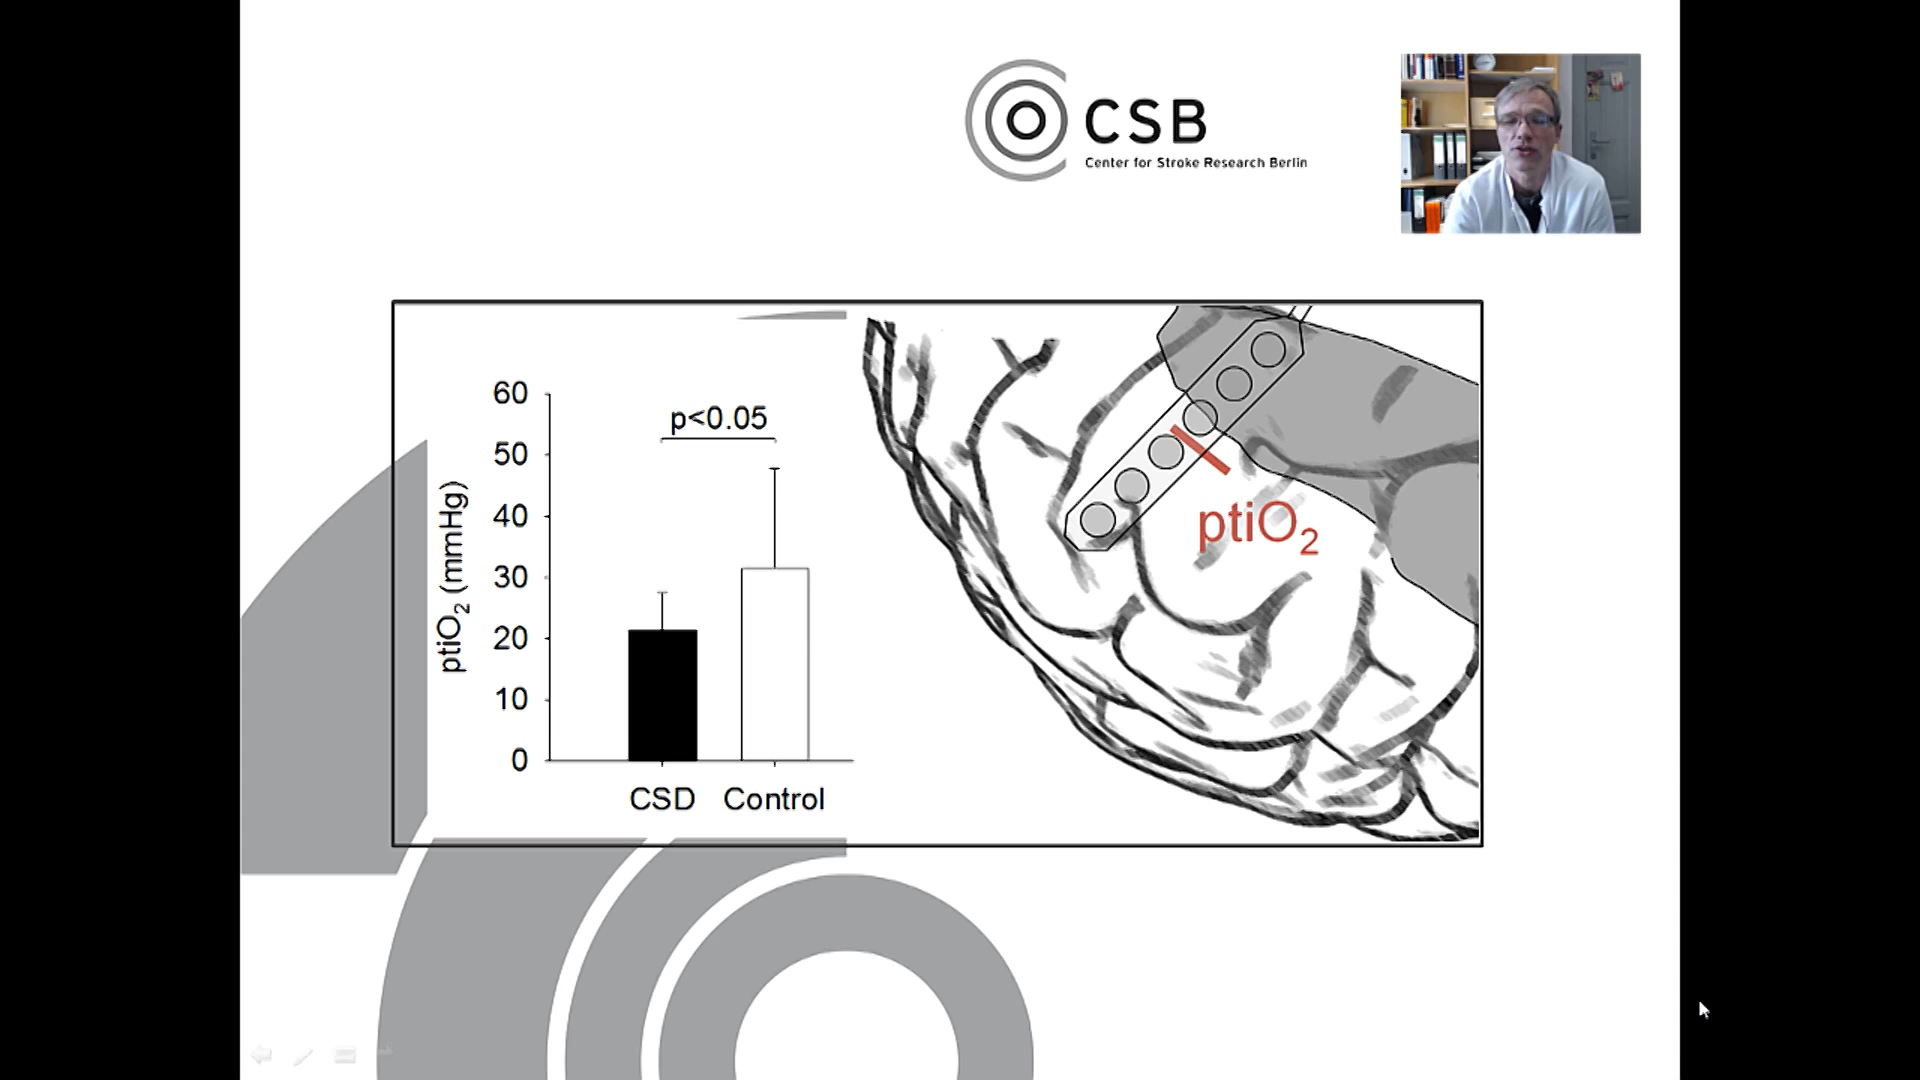 CSB
Center for Stroke Research Berlin
60
50
40
30
20
10
0
ptiO₂ (mmHg)
p<0.05
CSD
Control
ptiO₂